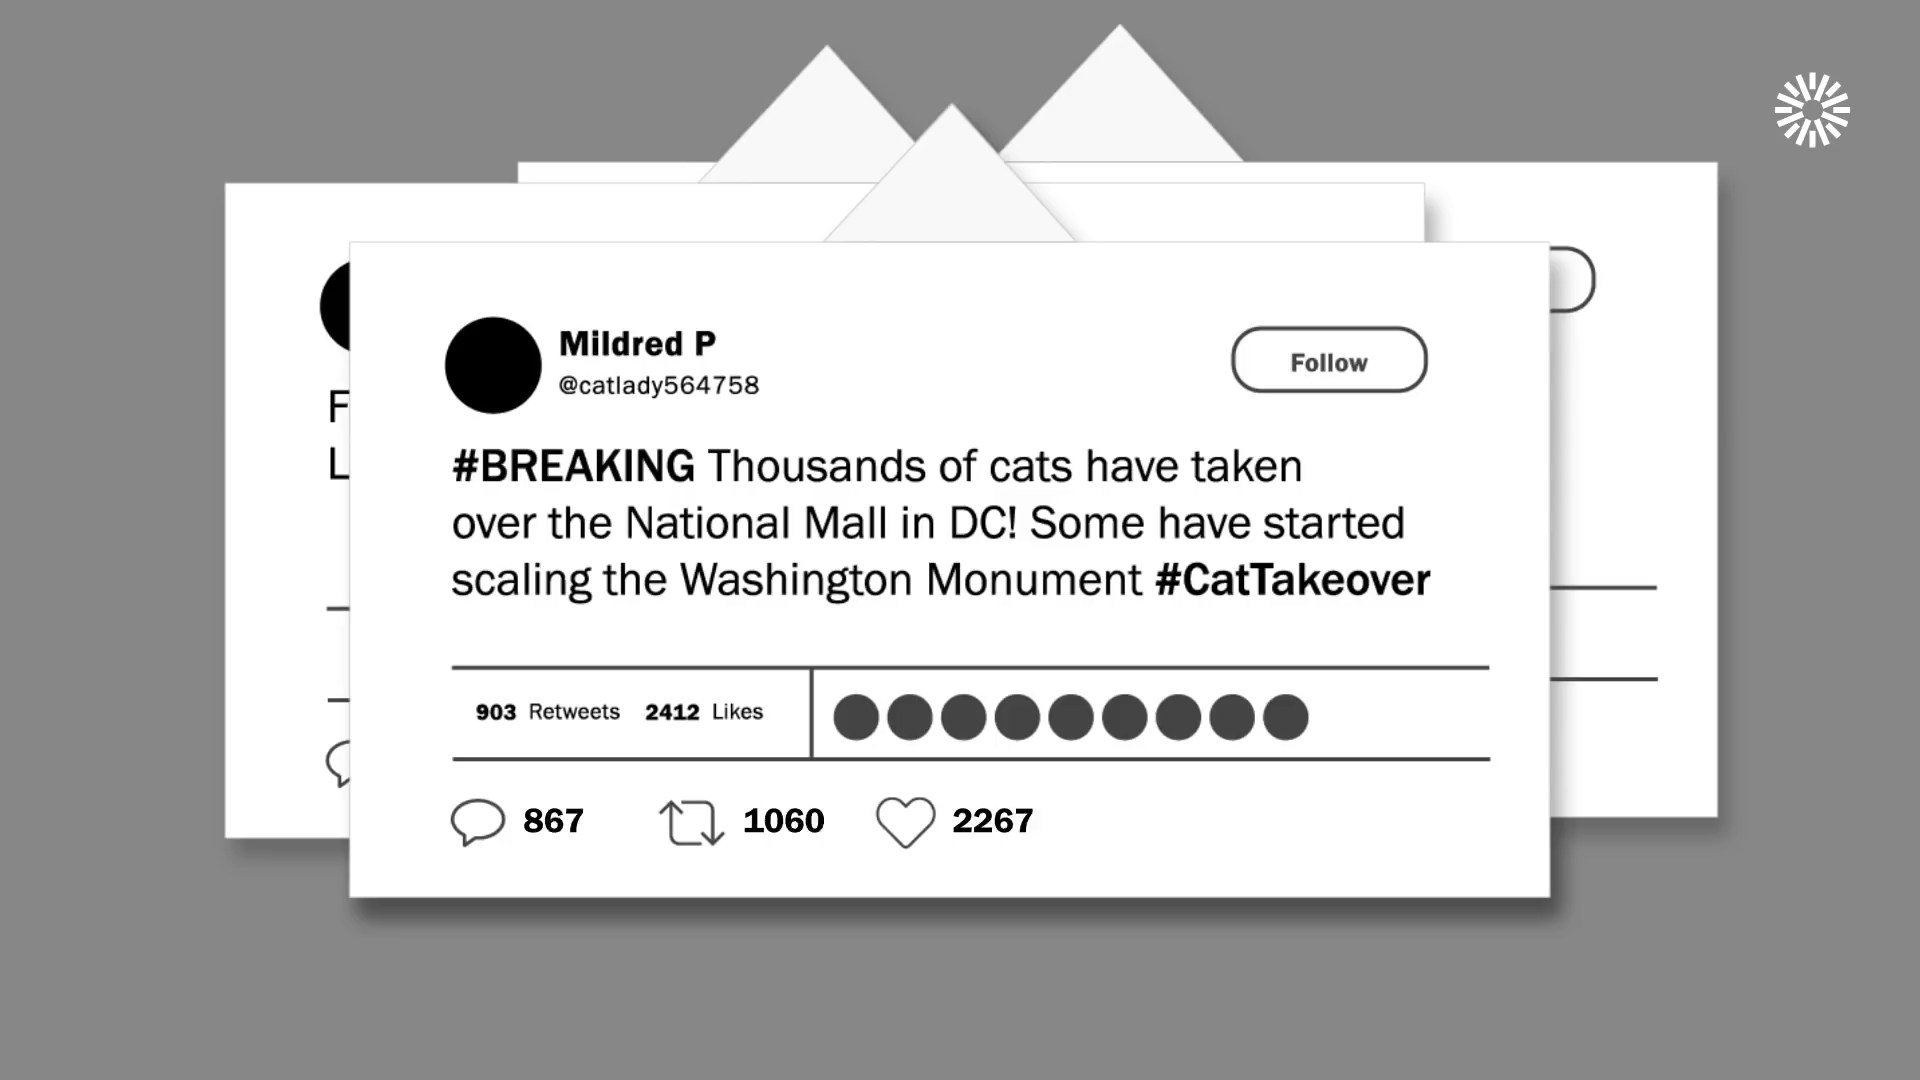 Mildred P
@catlady564758
Follow
F
L
#BREAKING Thousands of cats have taken
over the National Mall in DC! Some have started
scaling the Washington Monument #CatTakeover
903 Retweets 2412 Likes
867 1060 2267